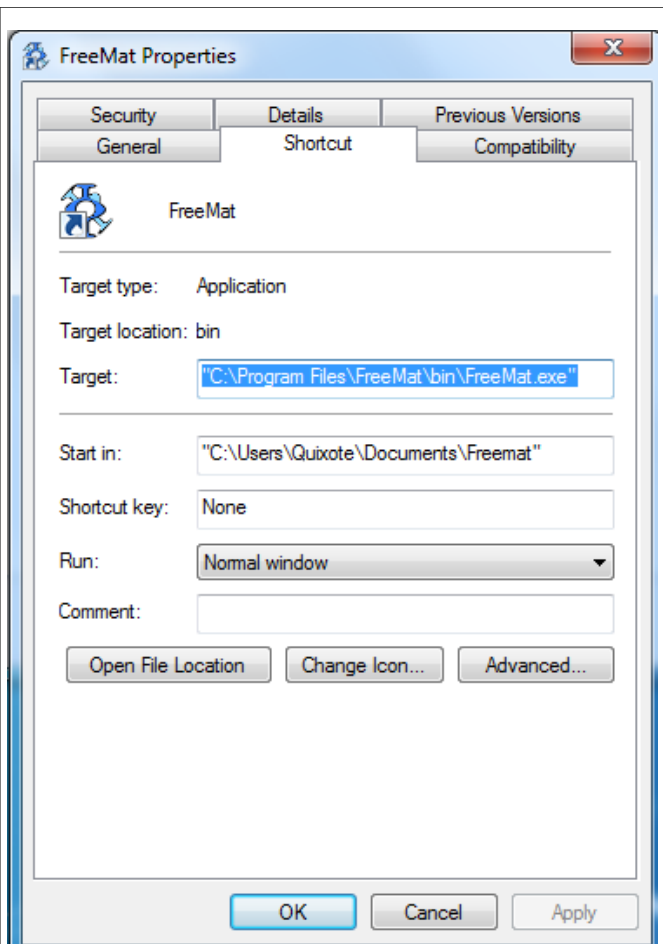 FreeMat Properties
Security Details Previous Versions
General Shortcut Compatibility
FreeMat
Target type: Application
Target location: bin
Target: "C:\Program Files\FreeMat\bin\FreeMat.exe"
Start in: "C:\Users\Quixote\Documents\Freemat"
Shortcut key: None
Run: Normal window
Comment:
Open File Location Change Icon... Advanced...
OK Cancel Apply